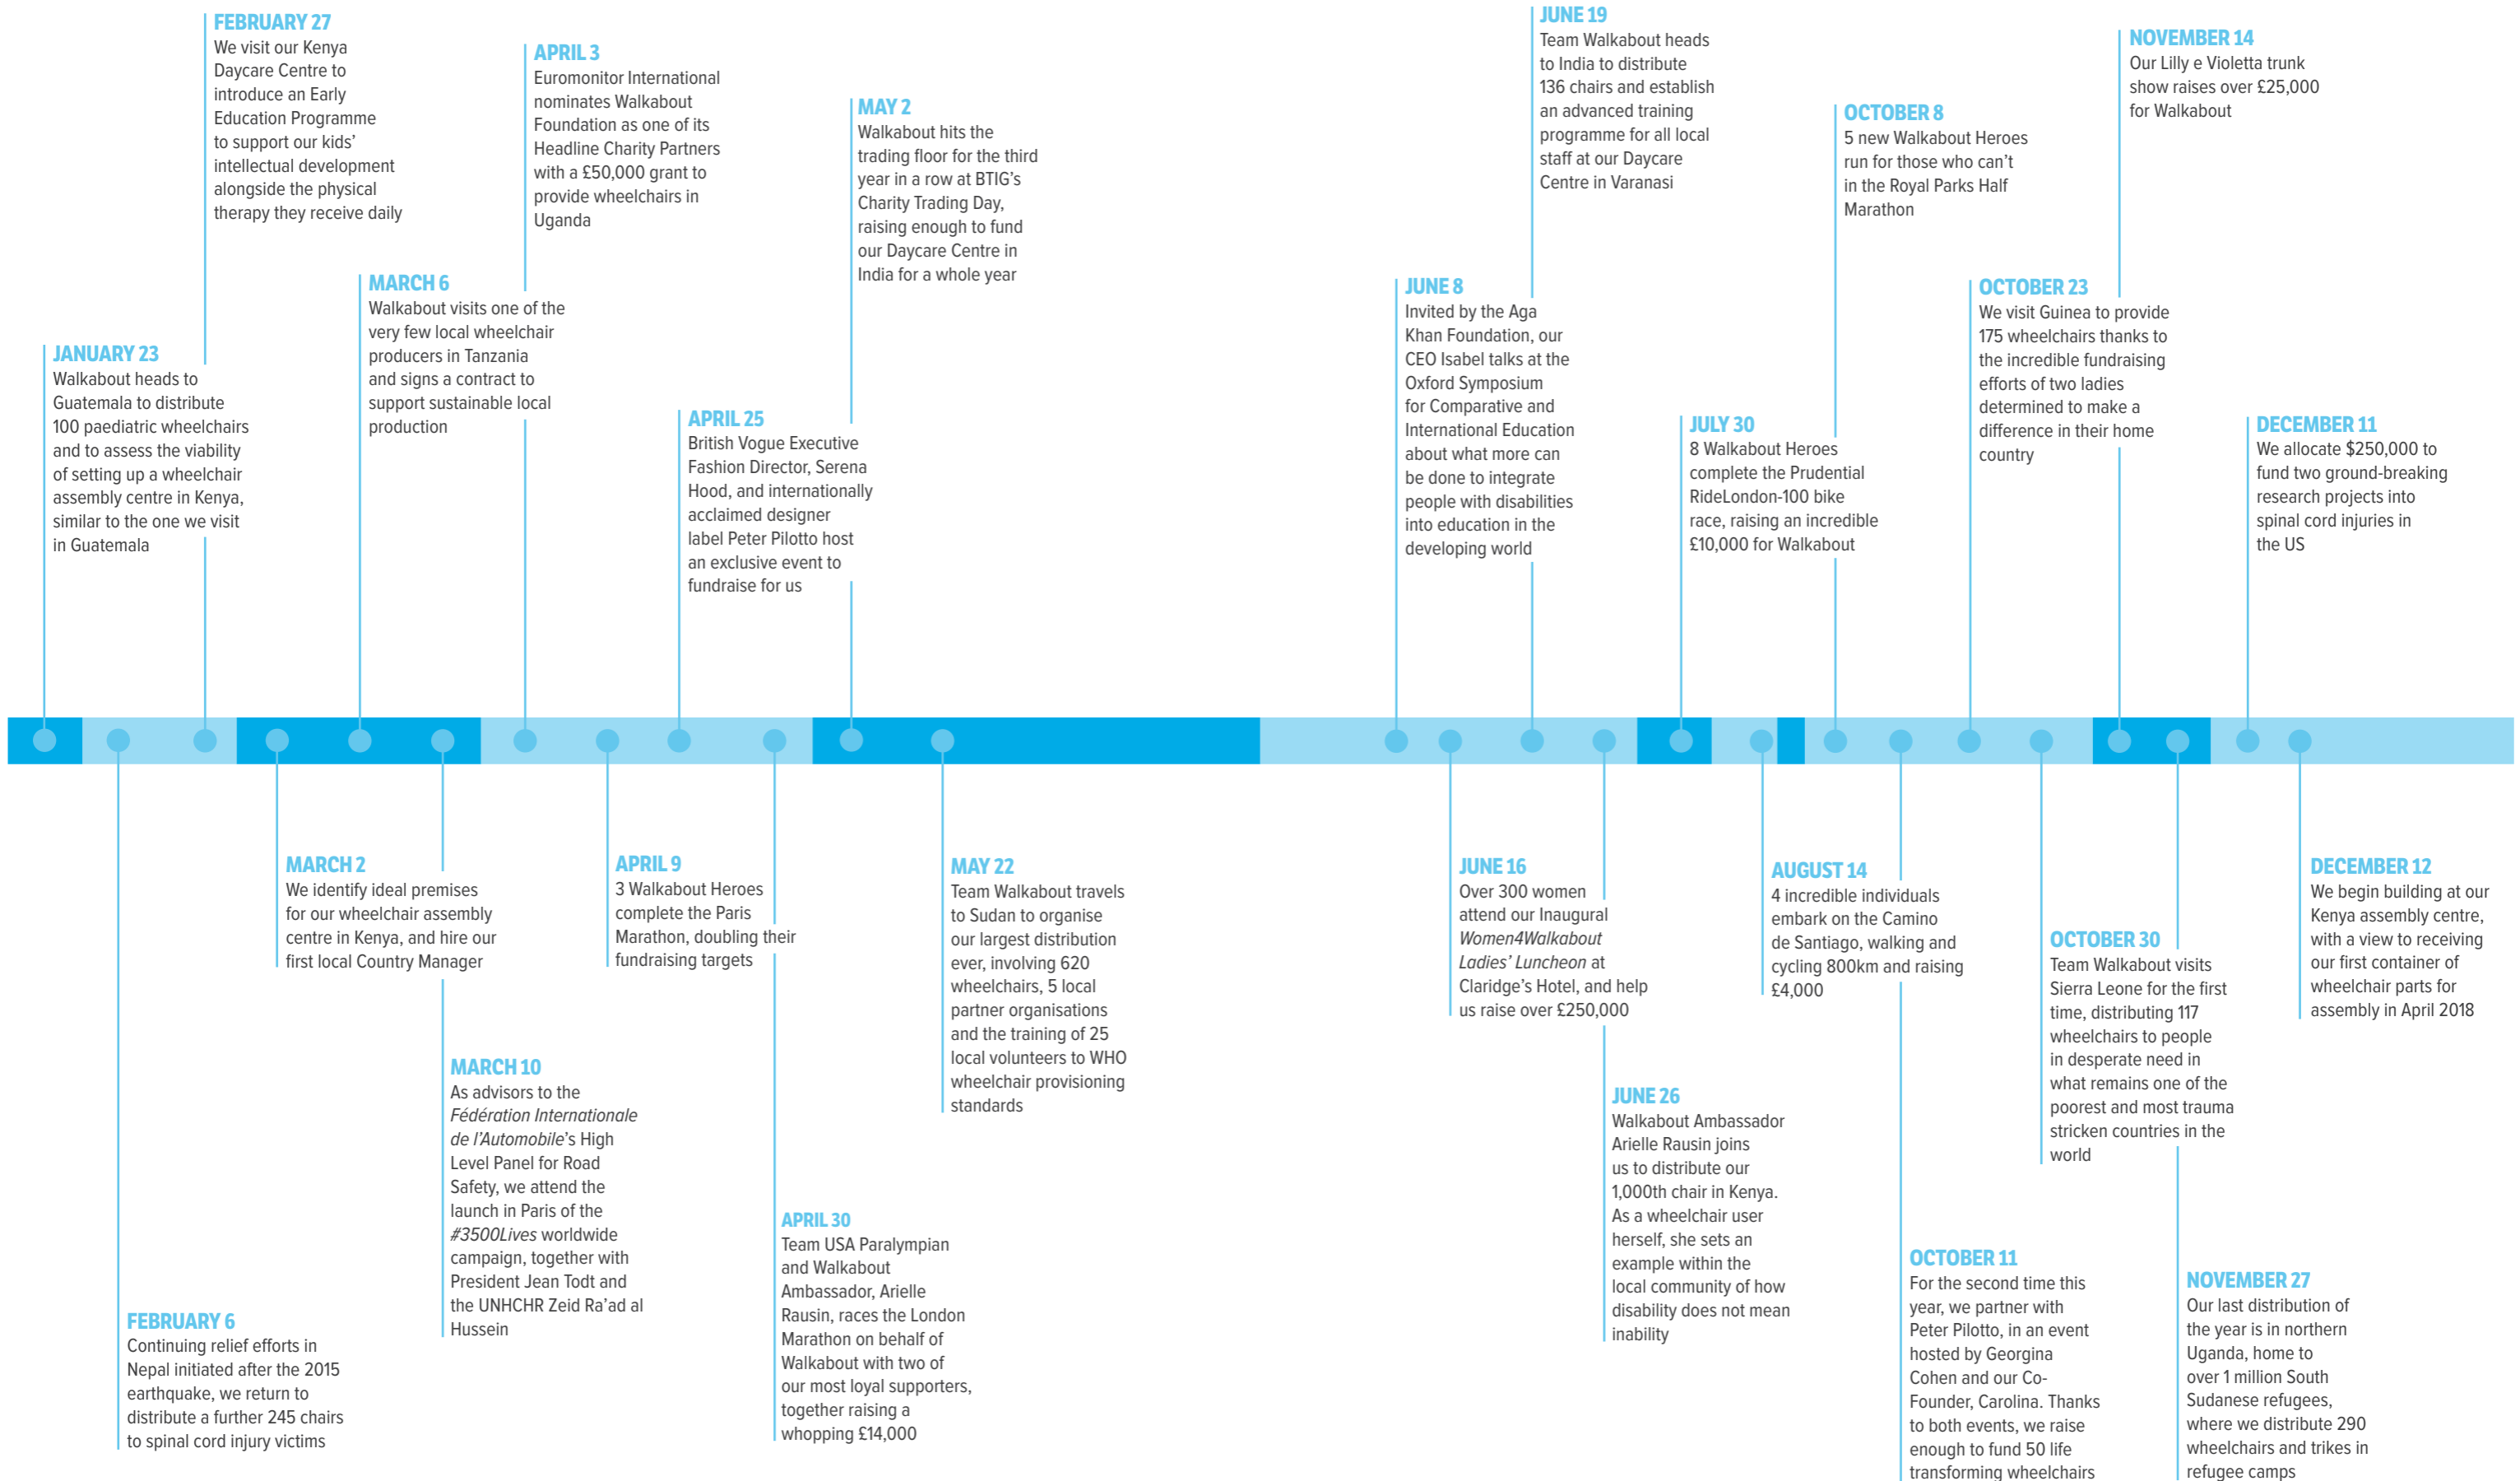 JANUARY 23
Walkabout heads to
Guatemala to distribute
100 paediatric wheelchairs
and to assess the viability
of setting up a wheelchair
assembly centre in Kenya,
similar to the one we visit
in Guatemala
FEBRUARY 6
Continuing relief efforts in
Nepal initiated after the 2015
earthquake, we return to
distribute a further 245 chairs
to spinal cord injury victims
FEBRUARY 27
We visit our Kenya
Daycare Centre to
introduce an Early
Education Programme
to support our kids’
intellectual development
alongside the physical
therapy they receive daily
MARCH 2
We identify ideal premises
for our wheelchair assembly
centre in Kenya, and hire our
first local Country Manager
MARCH 6
Walkabout visits one of the
very few local wheelchair
producers in Tanzania
and signs a contract to
support sustainable local
production
MARCH 10
As advisors to the
Fédération Internationale
de l’Automobile’s High
Level Panel for Road
Safety, we attend the
launch in Paris of the
#3500Lives worldwide
campaign, together with
President Jean Todt and
the UNHCHR Zeid Ra’ad al
Hussein
APRIL 3
Euromonitor International
nominates Walkabout
Foundation as one of its
Headline Charity Partners
with a £50,000 grant to
provide wheelchairs in
Uganda
APRIL 9
3 Walkabout Heroes
complete the Paris
Marathon, doubling their
fundraising targets
APRIL 25
British Vogue Executive
Fashion Director, Serena
Hood, and internationally
acclaimed designer
label Peter Pilotto host
an exclusive event to
fundraise for us
APRIL 30
Team USA Paralympian
and Walkabout
Ambassador, Arielle
Rausin, races the London
Marathon on behalf of
Walkabout with two of
our most loyal supporters,
together raising a
whopping £14,000
MAY 2
Walkabout hits the
trading floor for the third
year in a row at BTIG’s
Charity Trading Day,
raising enough to fund
our Daycare Centre in
India for a whole year
MAY 22
Team Walkabout travels
to Sudan to organise
our largest distribution
ever, involving 620
wheelchairs, 5 local
partner organisations
and the training of 25
local volunteers to WHO
wheelchair provisioning
standards
JUNE 8
Invited by the Aga
Khan Foundation, our
CEO Isabel talks at the
Oxford Symposium
for Comparative and
International Education
about what more can
be done to integrate
people with disabilities
into education in the
developing world
JUNE 16
Over 300 women
attend our Inaugural
Women4Walkabout
Ladies’ Luncheon at
Claridge’s Hotel, and help
us raise over £250,000
JUNE 19
Team Walkabout heads
to India to distribute
136 chairs and establish
an advanced training
programme for all local
staff at our Daycare
Centre in Varanasi
JUNE 26
Walkabout Ambassador
Arielle Rausin joins
us to distribute our
1,000th chair in Kenya.
As a wheelchair user
herself, she sets an
example within the
local community of how
disability does not mean
inability
JULY 30
8 Walkabout Heroes
complete the Prudential
RideLondon-100 bike
race, raising an incredible
£10,000 for Walkabout
AUGUST 14
4 incredible individuals
embark on the Camino
de Santiago, walking and
cycling 800km and raising
£4,000
OCTOBER 8
5 new Walkabout Heroes
run for those who can’t
in the Royal Parks Half
Marathon
OCTOBER 11
For the second time this
year, we partner with
Peter Pilotto, in an event
hosted by Georgina
Cohen and our Co-
Founder, Carolina. Thanks
to both events, we raise
enough to fund 50 life
transforming wheelchairs
OCTOBER 23
We visit Guinea to provide
175 wheelchairs thanks to
the incredible fundraising
efforts of two ladies
determined to make a
difference in their home
country
OCTOBER 30
Team Walkabout visits
Sierra Leone for the first
time, distributing 117
wheelchairs to people
in desperate need in
what remains one of the
poorest and most trauma
stricken countries in the
world
NOVEMBER 14
Our Lilly e Violetta trunk
show raises over £25,000
for Walkabout
NOVEMBER 27
Our last distribution of
the year is in northern
Uganda, home to
over 1 million South
Sudanese refugees,
where we distribute 290
wheelchairs and trikes in
refugee camps
DECEMBER 11
We allocate $250,000 to
fund two ground-breaking
research projects into
spinal cord injuries in
the US
DECEMBER 12
We begin building at our
Kenya assembly centre,
with a view to receiving
our first container of
wheelchair parts for
assembly in April 2018